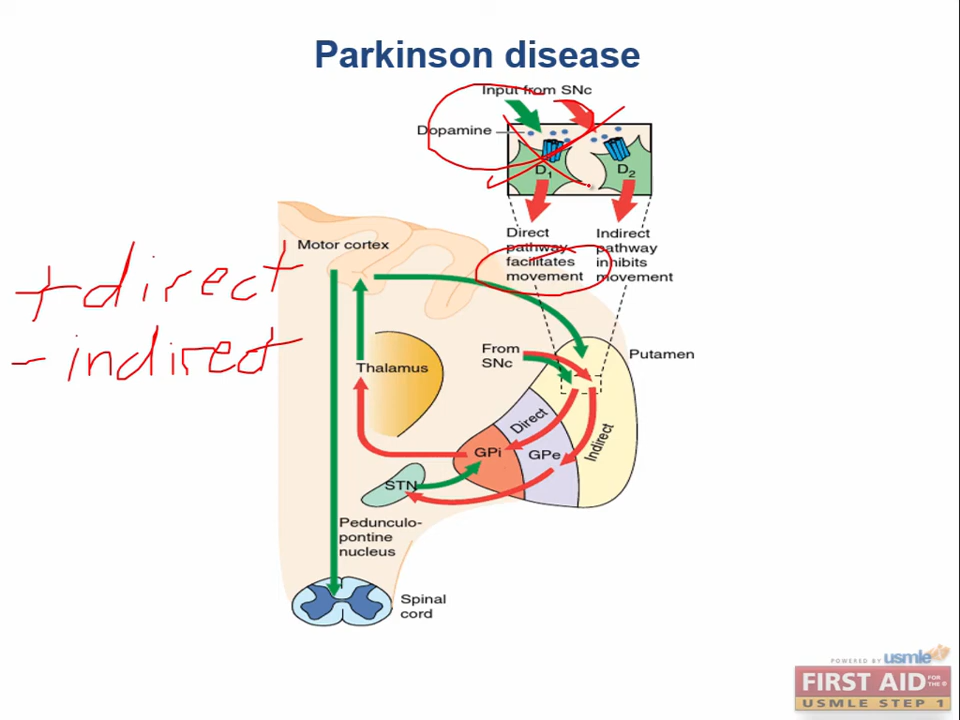 Parkinson disease
Input from SNc
Dopamine
D1
D2
Direct
pathway
facilitates
movement
Indirect
pathway
inhibits
movement
Motor cortex
+ direct
- indirect
Thalamus
From
SNc
Putamen
Direct
Indirect
GPi
GPe
STN
Pedunculo-
pontine
nucleus
Spinal
cord
POWERED BY usmle
FIRST AID FOR THE®
USMLE STEP 1